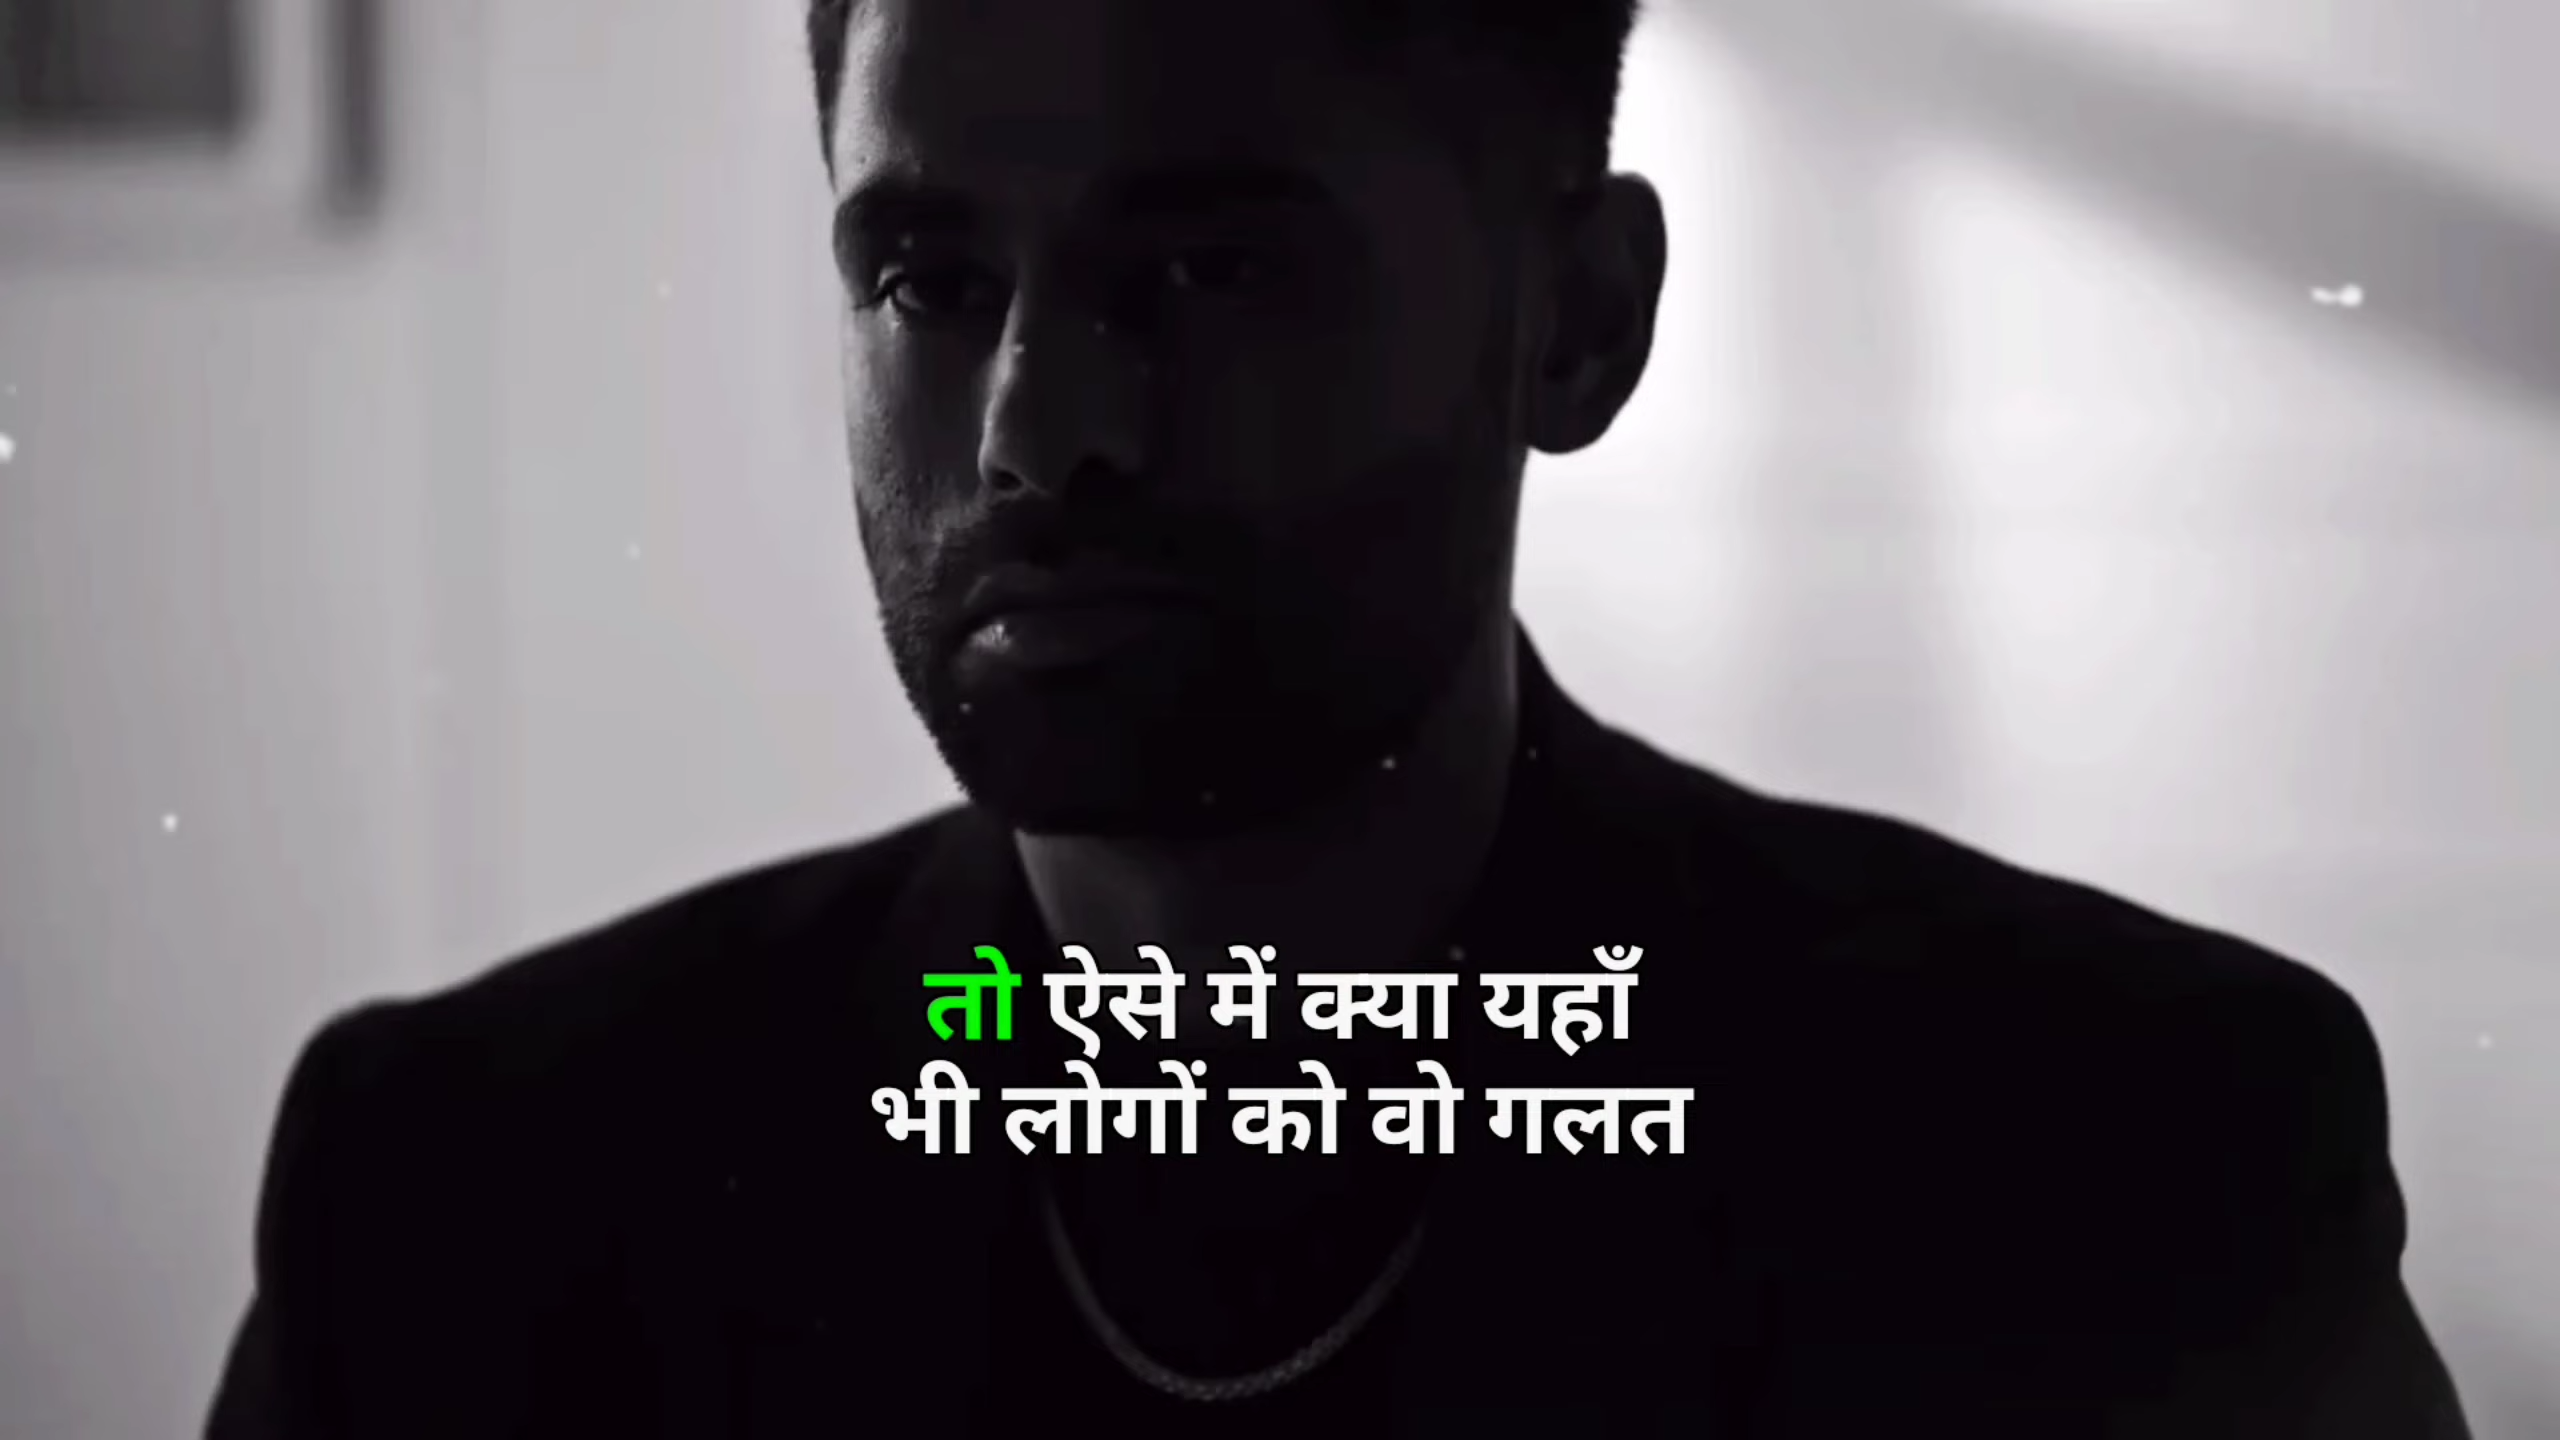 तो ऐसे में क्या यहाँ
भी लोगों को वो गलत